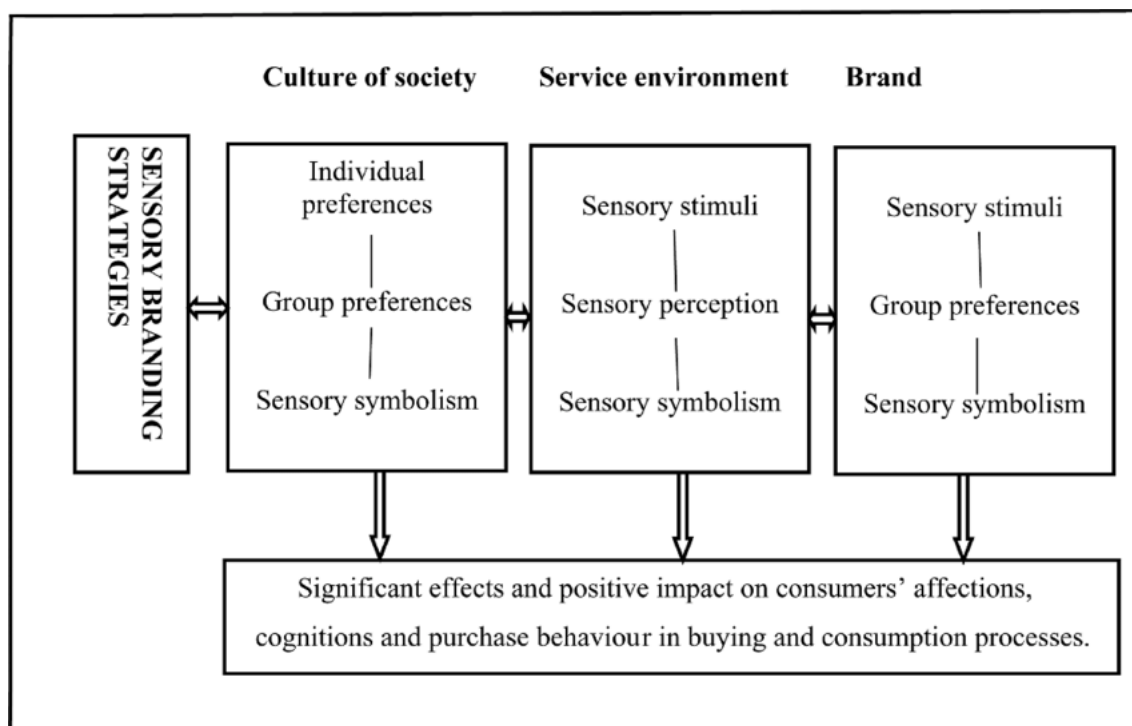 Culture of society
Service environment
Brand
SENSORY BRANDING
STRATEGIES
Individual
preferences
Group preferences
Sensory symbolism
Sensory stimuli
Sensory perception
Sensory symbolism
Sensory stimuli
Group preferences
Sensory symbolism
Significant effects and positive impact on consumers’ affections,
cognitions and purchase behaviour in buying and consumption processes.